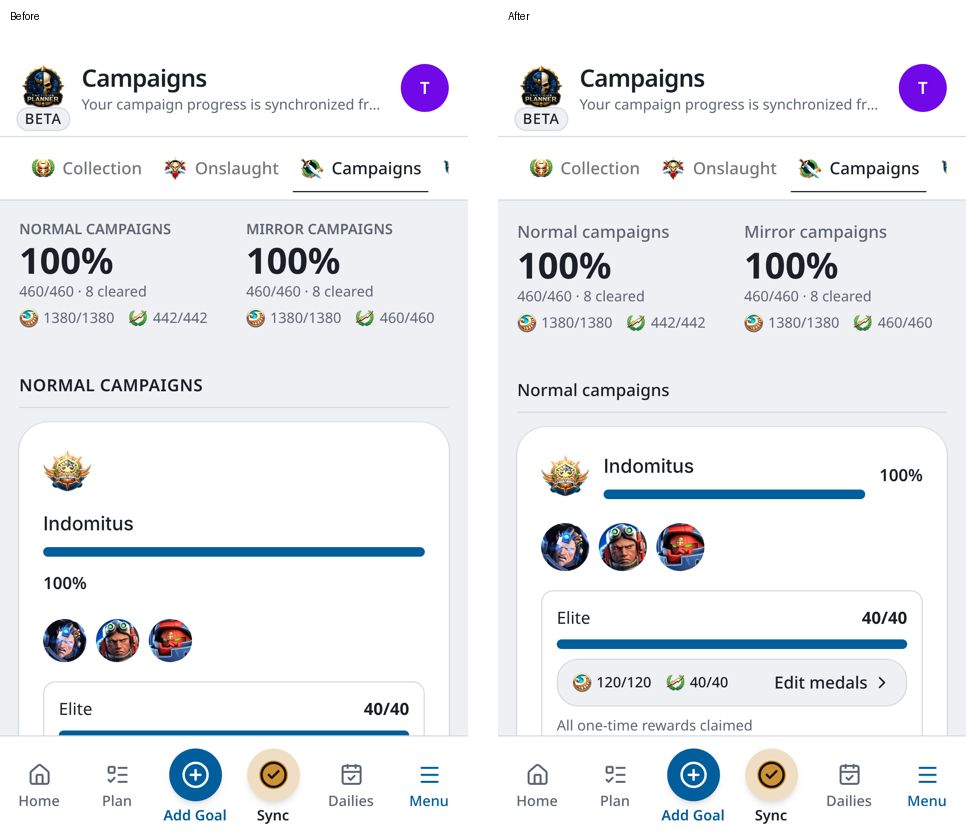 Before
Campaigns
Your campaign progress is synchronized fr...
T
PLANNER
BETA
Collection
Onslaught
Campaigns
NORMAL CAMPAIGNS
MIRROR CAMPAIGNS
100%
100%
460/460 · 8 cleared
460/460 · 8 cleared
1380/1380
442/442
1380/1380
460/460
NORMAL CAMPAIGNS
Indomitus
100%
Elite
40/40
Home
Plan
Add Goal
Sync
Dailies
Menu
After
Campaigns
Your campaign progress is synchronized fr...
T
PLANNER
BETA
Collection
Onslaught
Campaigns
Normal campaigns
Mirror campaigns
100%
100%
460/460 · 8 cleared
460/460 · 8 cleared
1380/1380
442/442
1380/1380
460/460
Normal campaigns
Indomitus
100%
Elite
40/40
120/120
40/40
Edit medals
All one-time rewards claimed
Home
Plan
Add Goal
Sync
Dailies
Menu